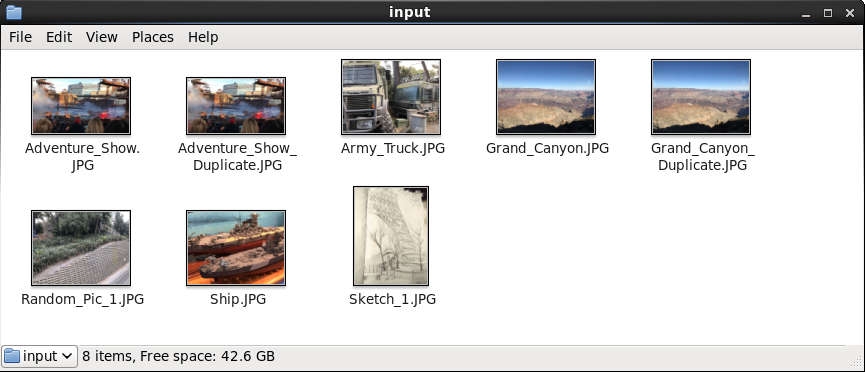 input
File Edit View Places Help
Adventure_Show.
JPG
Adventure_Show_
Duplicate.JPG
Army_Truck.JPG
Grand_Canyon.JPG
Grand_Canyon_
Duplicate.JPG
Random_Pic_1.JPG
Ship.JPG
Sketch_1.JPG
input 8 items, Free space: 42.6 GB